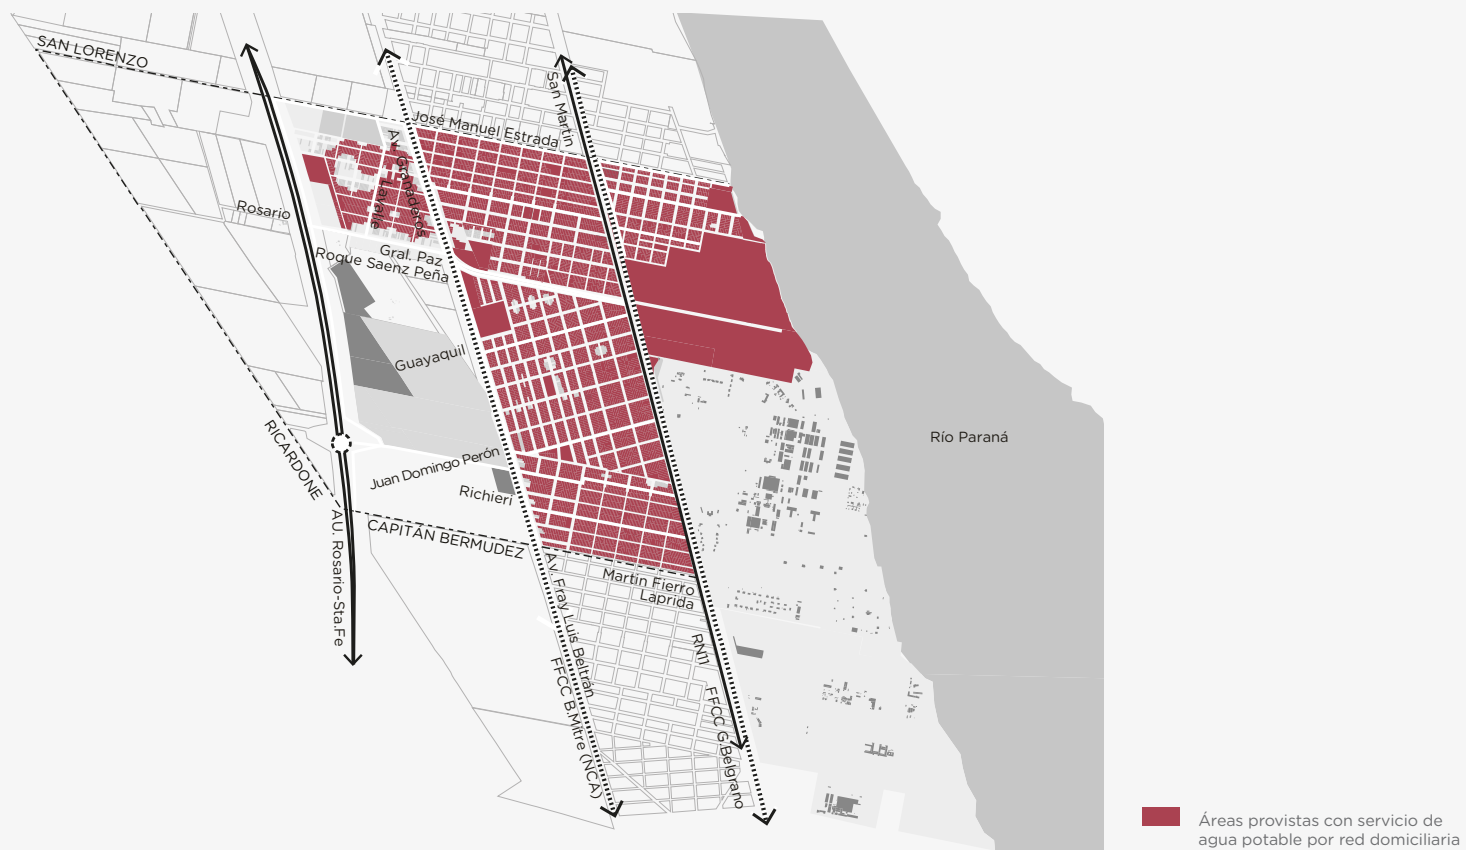 SAN LORENZO
José Manuel Estrada
San Martín
Av. Granaderos
Lavalle
Rosario
Gral. Paz
Roque Saenz Peña
Guayaquil
Río Paraná
RICARDONE
Juan Domingo Perón
Richieri
CAPITÁN BERMUDEZ
AU. Rosario-Sta.Fe
Martín Fierro
Laprida
Av. Fray Luis Beltrán
FFCC B.Mitre (NCA)
RN11
FFCC G.Belgrano
Áreas provistas con servicio de
agua potable por red domiciliaria